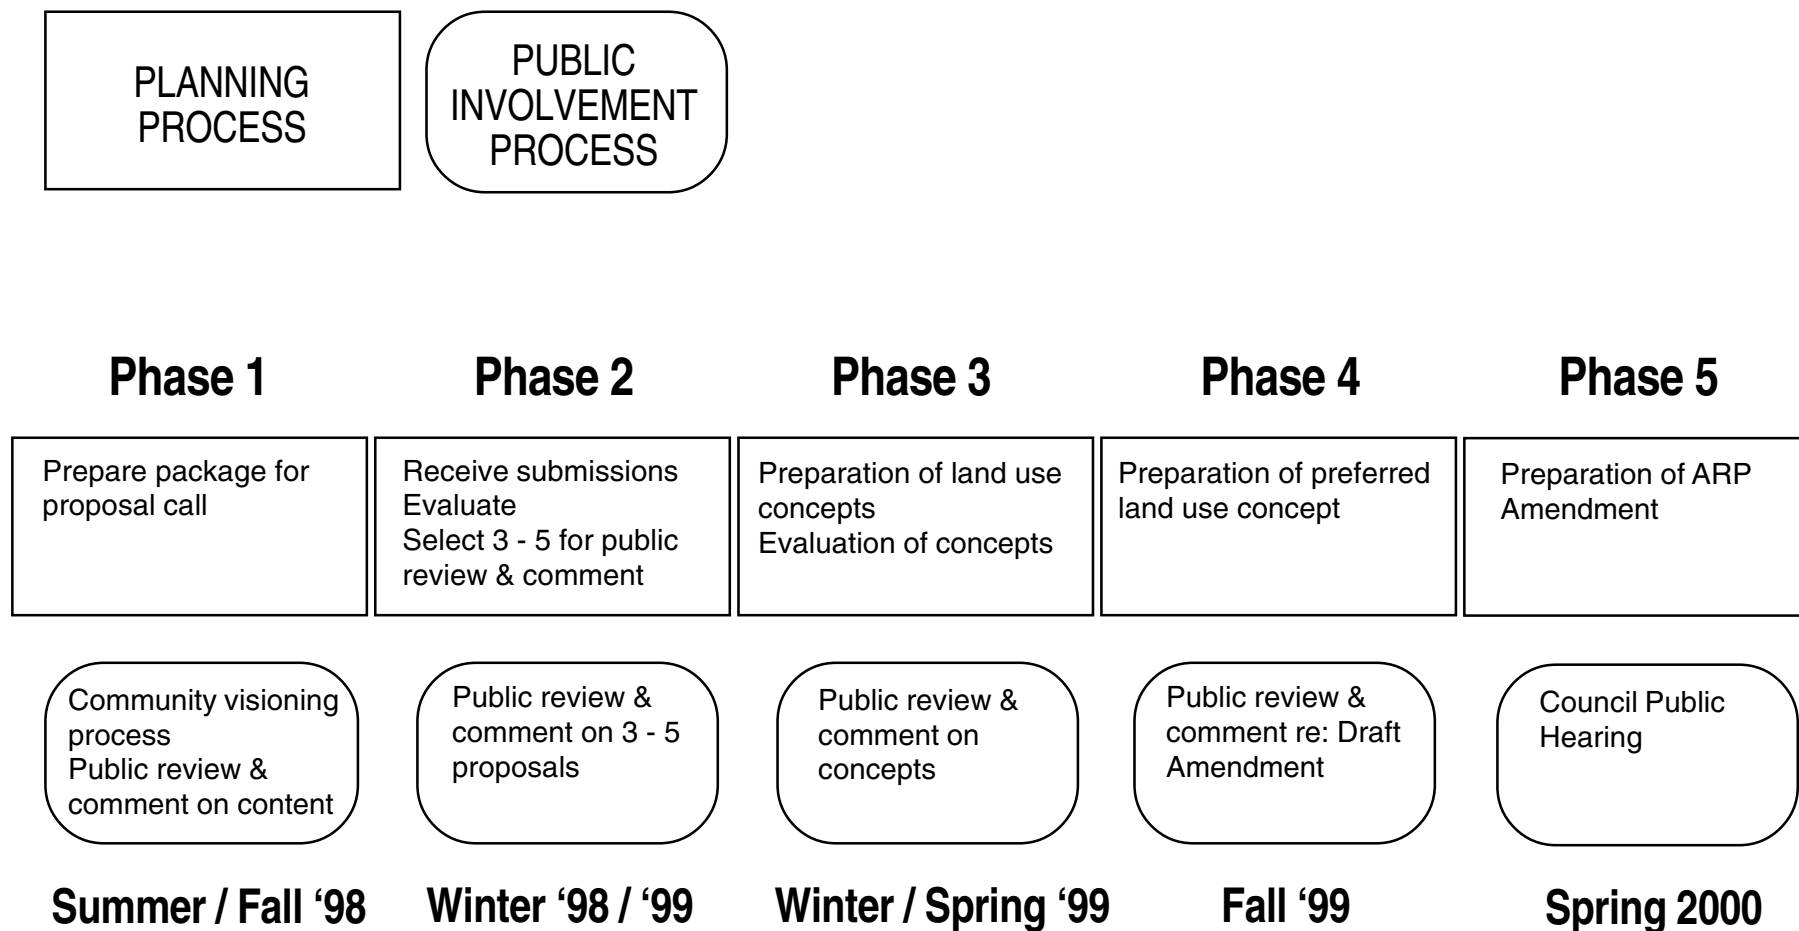 PLANNING
PROCESS
PUBLIC
INVOLVEMENT
PROCESS
Phase 1
Phase 2
Phase 3
Phase 4
Phase 5
Prepare package for
proposal call
Receive submissions
Evaluate
Select 3 - 5 for public
review & comment
Preparation of land use
concepts
Evaluation of concepts
Preparation of preferred
land use concept
Preparation of ARP
Amendment
Community visioning
process
Public review &
comment on content
Public review &
comment on 3 - 5
proposals
Public review &
comment on
concepts
Public review &
comment re: Draft
Amendment
Council Public
Hearing
Summer / Fall ‘98
Winter ‘98 / ‘99
Winter / Spring ‘99
Fall ‘99
Spring 2000